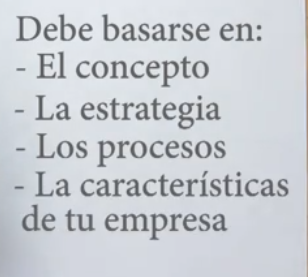 Debe basarse en:
- El concepto
- La estrategia
- Los procesos
- La características
de tu empresa